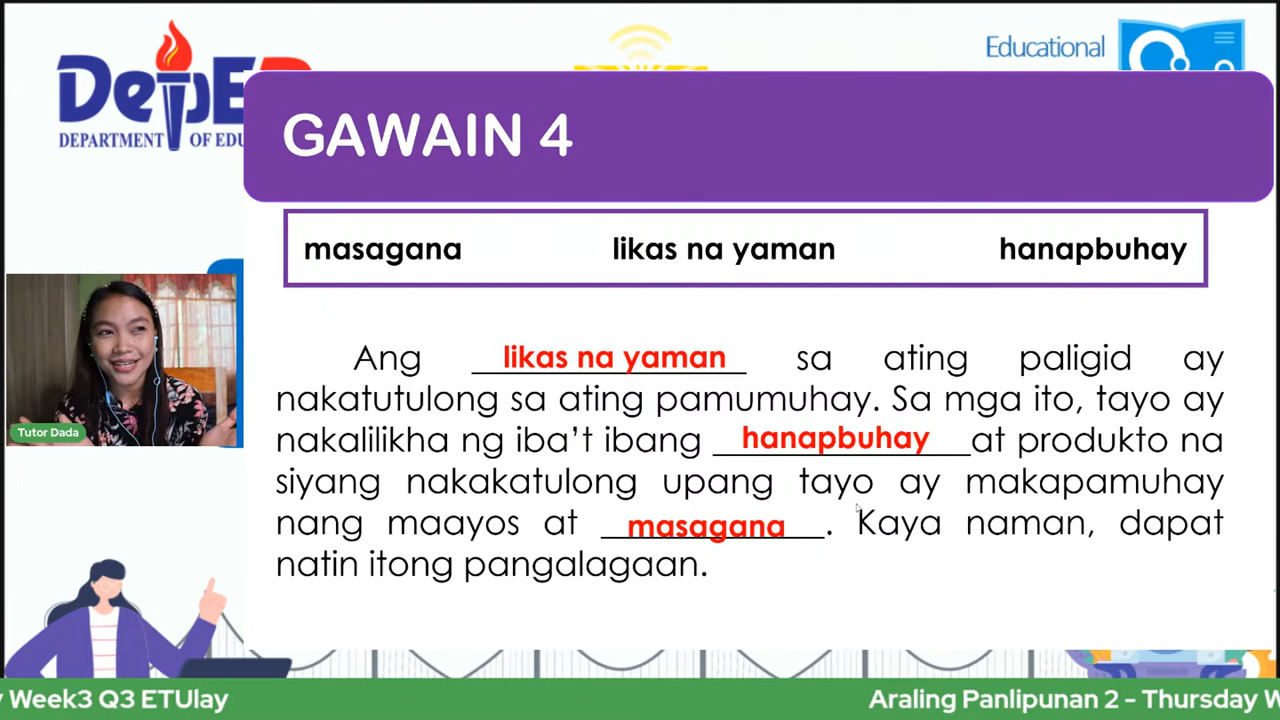 DepED
DEPARTMENT OF EDU
Educational
GAWAIN 4
masagana likas na yaman hanapbuhay
Ang likas na yaman sa ating paligid ay
nakatutulong sa ating pamumuhay. Sa mga ito, tayo ay
nakalilikha ng iba't ibang hanapbuhay at produkto na
siyang nakakatulong upang tayo ay makapamuhay
nang maayos at masagana. Kaya naman, dapat
natin itong pangalagaan.
Tutor Dada
y Week3 Q3 ETUlay Araling Panlipunan 2 - Thursday W